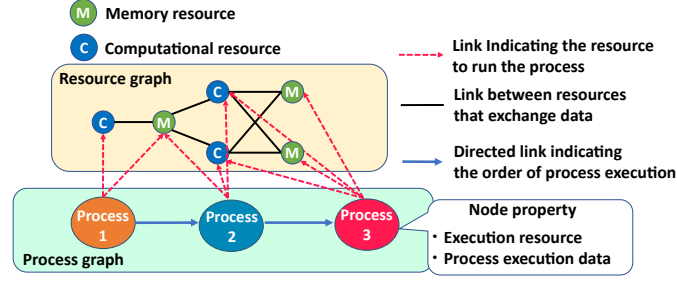 M Memory resource
C Computational resource
Resource graph
C
M
C
C
M
M
Link Indicating the resource
to run the process
Link between resources
that exchange data
Directed link indicating
the order of process execution
Process
1
Process
2
Process
3
Process graph
Node property
・Execution resource
・Process execution data